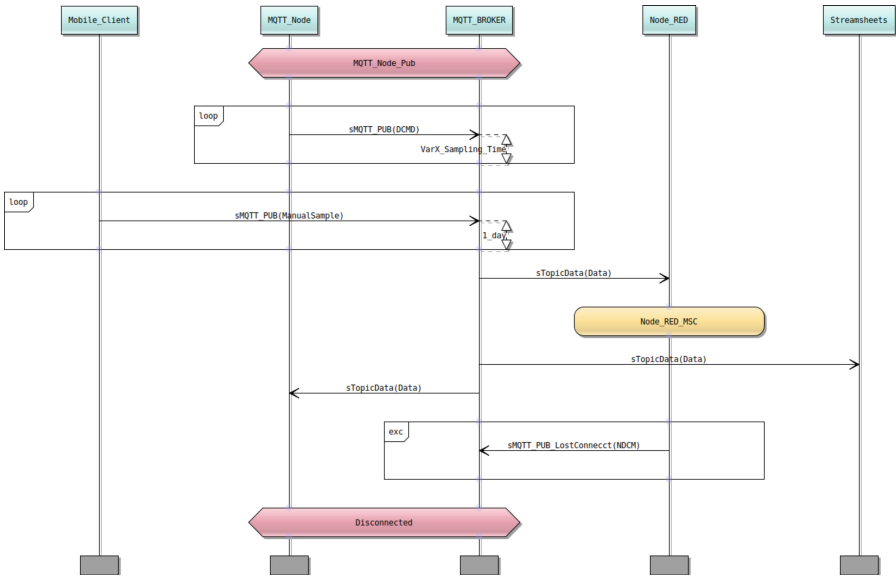 Mobile_Client
MQTT_Node
MQTT_BROKER
Node_RED
Streamsheets
MQTT_Node_Pub
loop
sMQTT_PUB(DCMD)
VarX_Sampling_Time
loop
sMQTT_PUB(ManualSample)
1_day
sTopicData(Data)
Node_RED_MSC
sTopicData(Data)
sTopicData(Data)
exc
sMQTT_PUB_LostConnecct(NDCM)
Disconnected